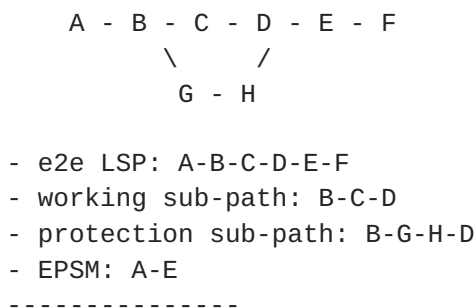 A - B - C - D - E - F
\ /
G - H
- e2e LSP: A-B-C-D-E-F
- working sub-path: B-C-D
- protection sub-path: B-G-H-D
- EPSM: A-E
---------------